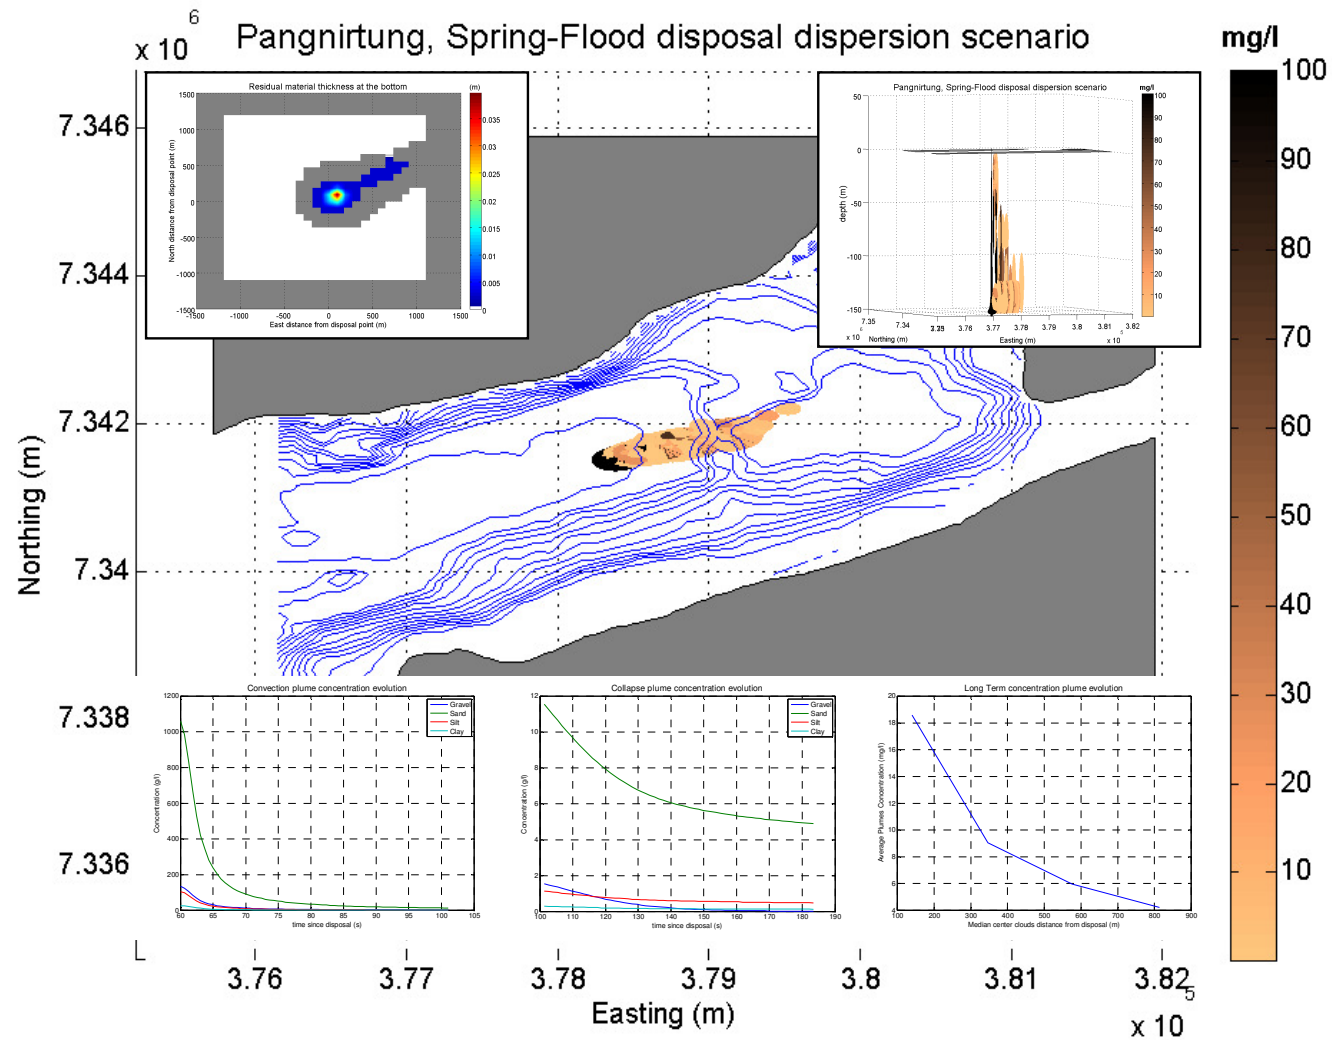 Pangnirtung, Spring-Flood disposal dispersion scenario
x 10 6
mg/l
100
90
80
70
60
50
40
30
20
10
Northing (m)
7.346
7.344
7.342
7.34
7.338
7.336
3.76
3.77
3.78
3.79
3.8
3.81
3.82
Easting (m)
x 10 5
Residual material thickness at the bottom
(m)
0.035
0.03
0.025
0.02
0.015
0.01
0.005
0
North distance from disposal point (m)
1500
1000
500
0
-500
-1000
-1500
-1500 -1000 -500 0 500 1000 1500
East distance from disposal point (m)
Pangnirtung, Spring-Flood disposal dispersion scenario
mg/l
100
90
80
70
60
50
40
30
20
10
depth (m)
50
0
-50
-100
-150
7.35 7.34 3.76 3.77 3.78 3.79 3.8 3.81 3.82
x 10 6
Northing (m)
Easting (m)
x 10 5
Convection plume concentration evolution
Gravel
Sand
Silt
Clay
Concertration (g/l)
1200
1000
800
600
400
200
0
60 65 70 75 80 85 90 95 100 105
time since disposal (s)
Collapse plume concentration evolution
Gravel
Sand
Silt
Clay
Concentration (g/l)
12
10
8
6
4
2
0
100 110 120 130 140 150 160 170 180 190
time since disposal (s)
Long Term concentration plume evolution
Average Plumes Concentration (mg/l)
20
18
16
14
12
10
8
6
4
100 200 300 400 500 600 700 800 900
Median center clouds distance from disposal (m)